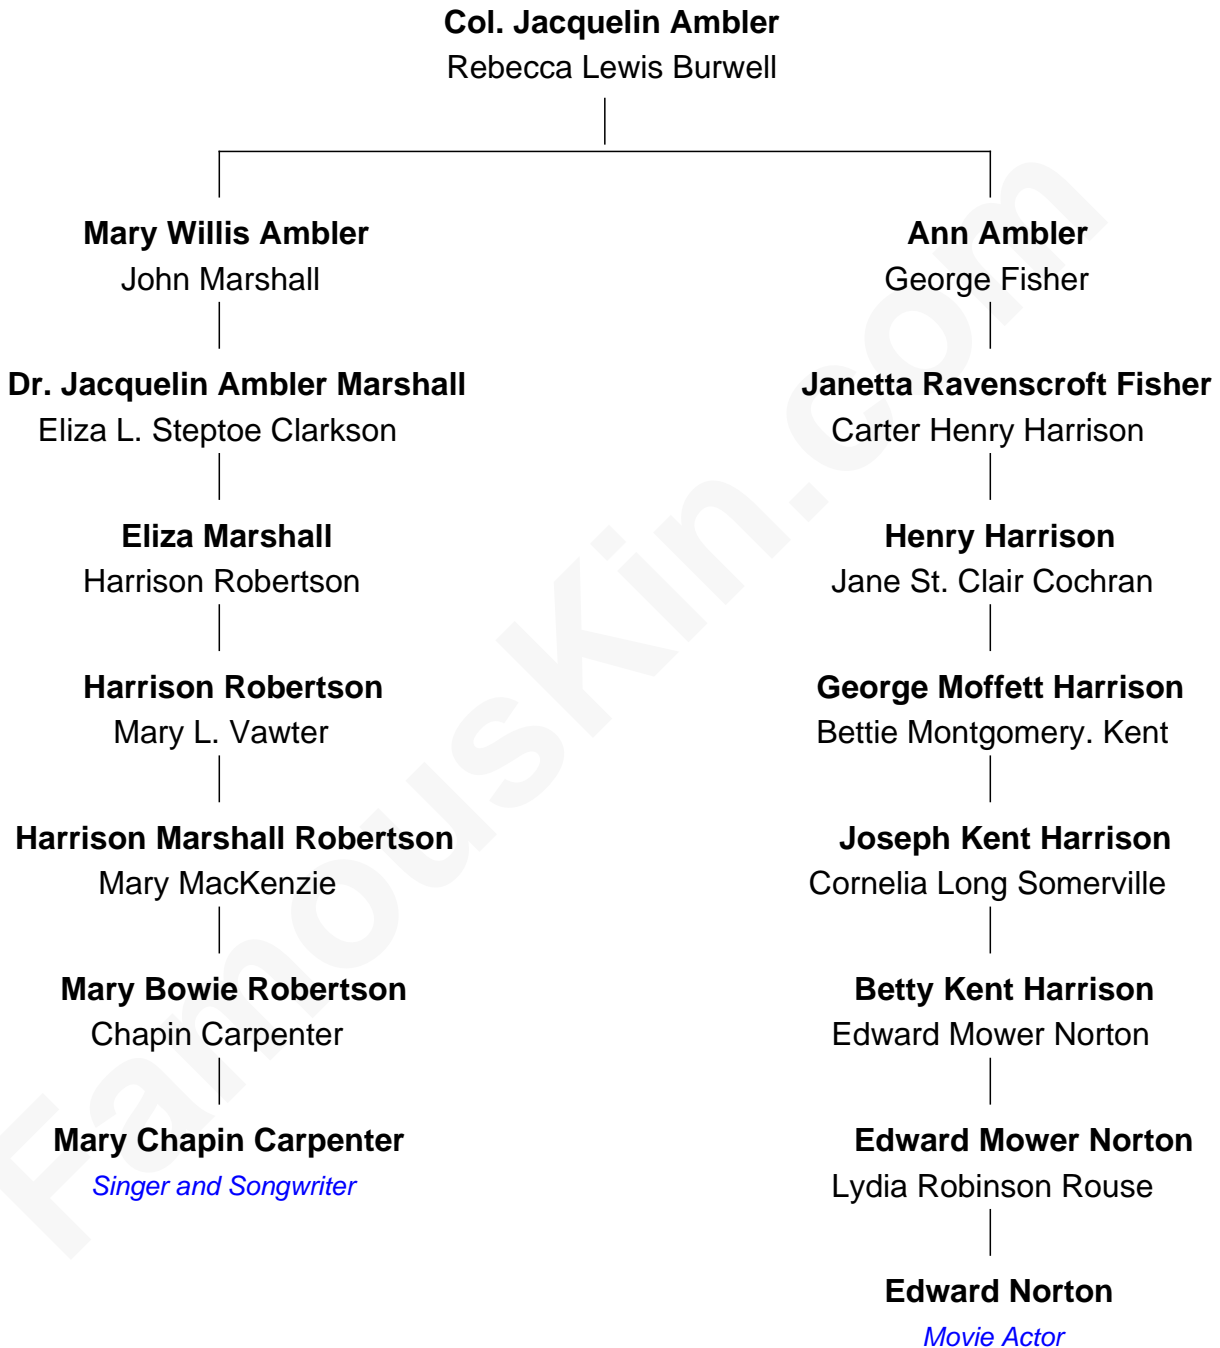 Col. Jacquelin Ambler
Rebecca Lewis Burwell
Mary Willis Ambler
John Marshall
Dr. Jacquelin Ambler Marshall
Eliza L. Steptoe Clarkson
Eliza Marshall
Harrison Robertson
Harrison Robertson
Mary L. Vawter
Harrison Marshall Robertson
Mary MacKenzie
Mary Bowie Robertson
Chapin Carpenter
Mary Chapin Carpenter
Singer and Songwriter
Ann Ambler
George Fisher
Janetta Ravenscroft Fisher
Carter Henry Harrison
Henry Harrison
Jane St. Clair Cochran
George Moffett Harrison
Bettie Montgomery. Kent
Joseph Kent Harrison
Cornelia Long Somerville
Betty Kent Harrison
Edward Mower Norton
Edward Mower Norton
Lydia Robinson Rouse
Edward Norton
Movie Actor
FamousKin.com